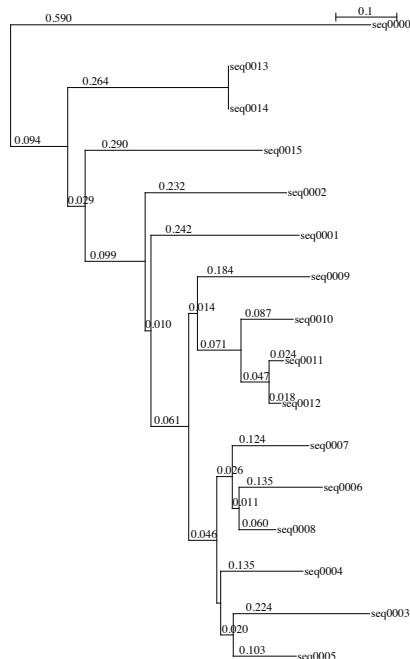 0.1
0.590
seq0000
seq0013
0.264
seq0014
0.094
0.290
seq0015
0.029
0.232
seq0002
0.242
seq0001
0.099
0.184
seq0009
0.014
0.087
seq0010
0.010
0.071
0.024
seq0011
0.047
0.018
seq0012
0.061
0.124
seq0007
0.026
0.135
seq0006
0.011
0.060
seq0008
0.046
0.135
seq0004
0.224
seq0003
0.020
0.103
seq0005